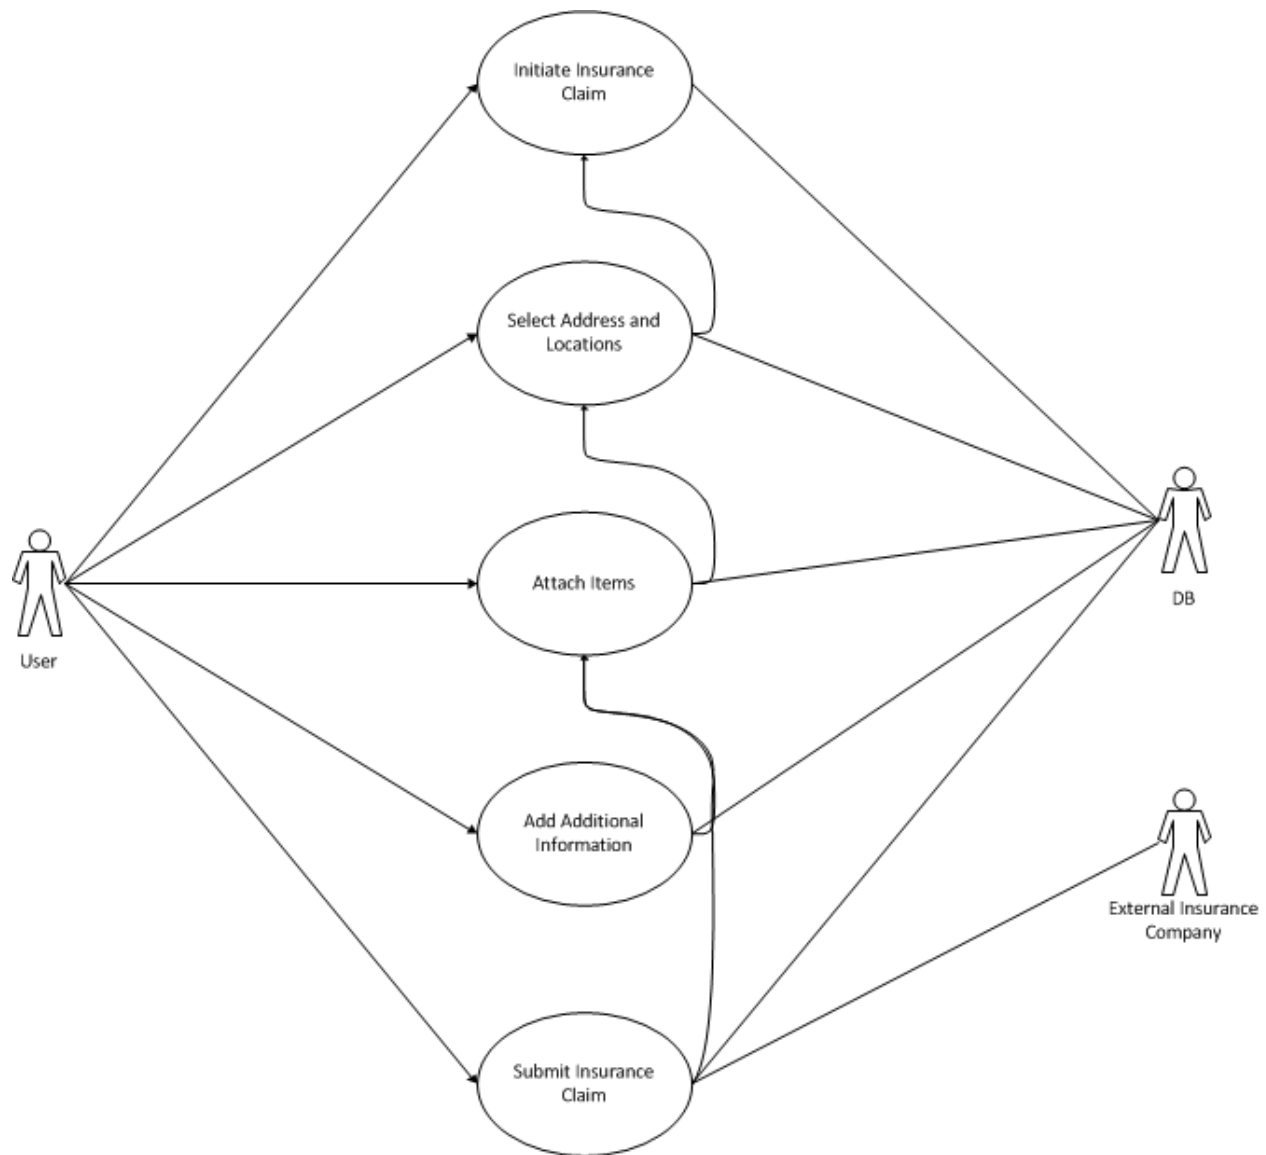 Initiate Insurance
Claim
Select Address and
Locations
Attach Items
User
DB
Add Additional
Information
External Insurance
Company
Submit Insurance
Claim